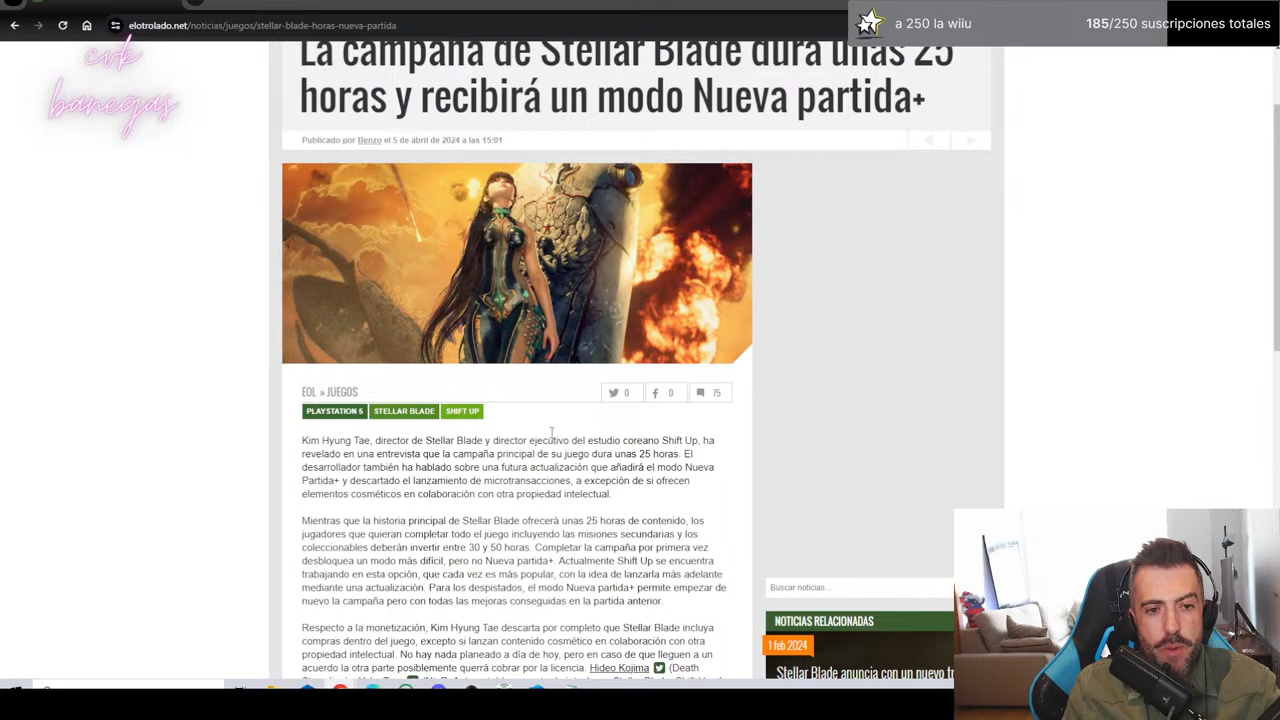 elotrolado.net/noticias/juegos/stellar-blade-horas-nueva-partida
a 250 la wiiu
185/250 suscripciones totales
cvk
banegas
La campaña de Stellar Blade dura unas 25
horas y recibirá un modo Nueva partida+
Publicado por Benzo el 5 de abril de 2024 a las 15:01
EOL » JUEGOS
0
0
75
PLAYSTATION 5
STELLAR BLADE
SHIFT UP
Kim Hyung Tae, director de Stellar Blade y director ejecutivo del estudio coreano Shift Up, ha
revelado en una entrevista que la campaña principal de su juego dura unas 25 horas. El
desarrollador también ha hablado sobre una futura actualización que añadirá el modo Nueva
Partida+ y descartado el lanzamiento de microtransacciones, a excepción de si ofrecen
elementos cosméticos en colaboración con otra propiedad intelectual.
Mientras que la historia principal de Stellar Blade ofrecerá unas 25 horas de contenido, los
jugadores que quieran completar todo el juego incluyendo las misiones secundarias y los
coleccionables deberán invertir entre 30 y 50 horas. Completar la campaña por primera vez
desbloquea un modo más difícil, pero no Nueva partida+. Actualmente Shift Up se encuentra
trabajando en esta opción, que cada vez es más popular, con la idea de lanzarla más adelante
mediante una actualización. Para los despistados, el modo Nueva partida+ permite empezar de
nuevo la campaña pero con todas las mejoras conseguidas en la partida anterior.
Respecto a la monetización, Kim Hyung Tae descarta por completo que Stellar Blade incluya
compras dentro del juego, excepto si lanzan contenido cosmético en colaboración con otra
propiedad intelectual. No hay nada planeado a día de hoy, pero en caso de que lleguen a un
acuerdo la otra parte posiblemente querrá cobrar por la licencia. Hideo Kojima (Death
Buscar noticias...
NOTICIAS RELACIONADAS
1 feb 2024
Stellar Blade anuncia con un nuevo